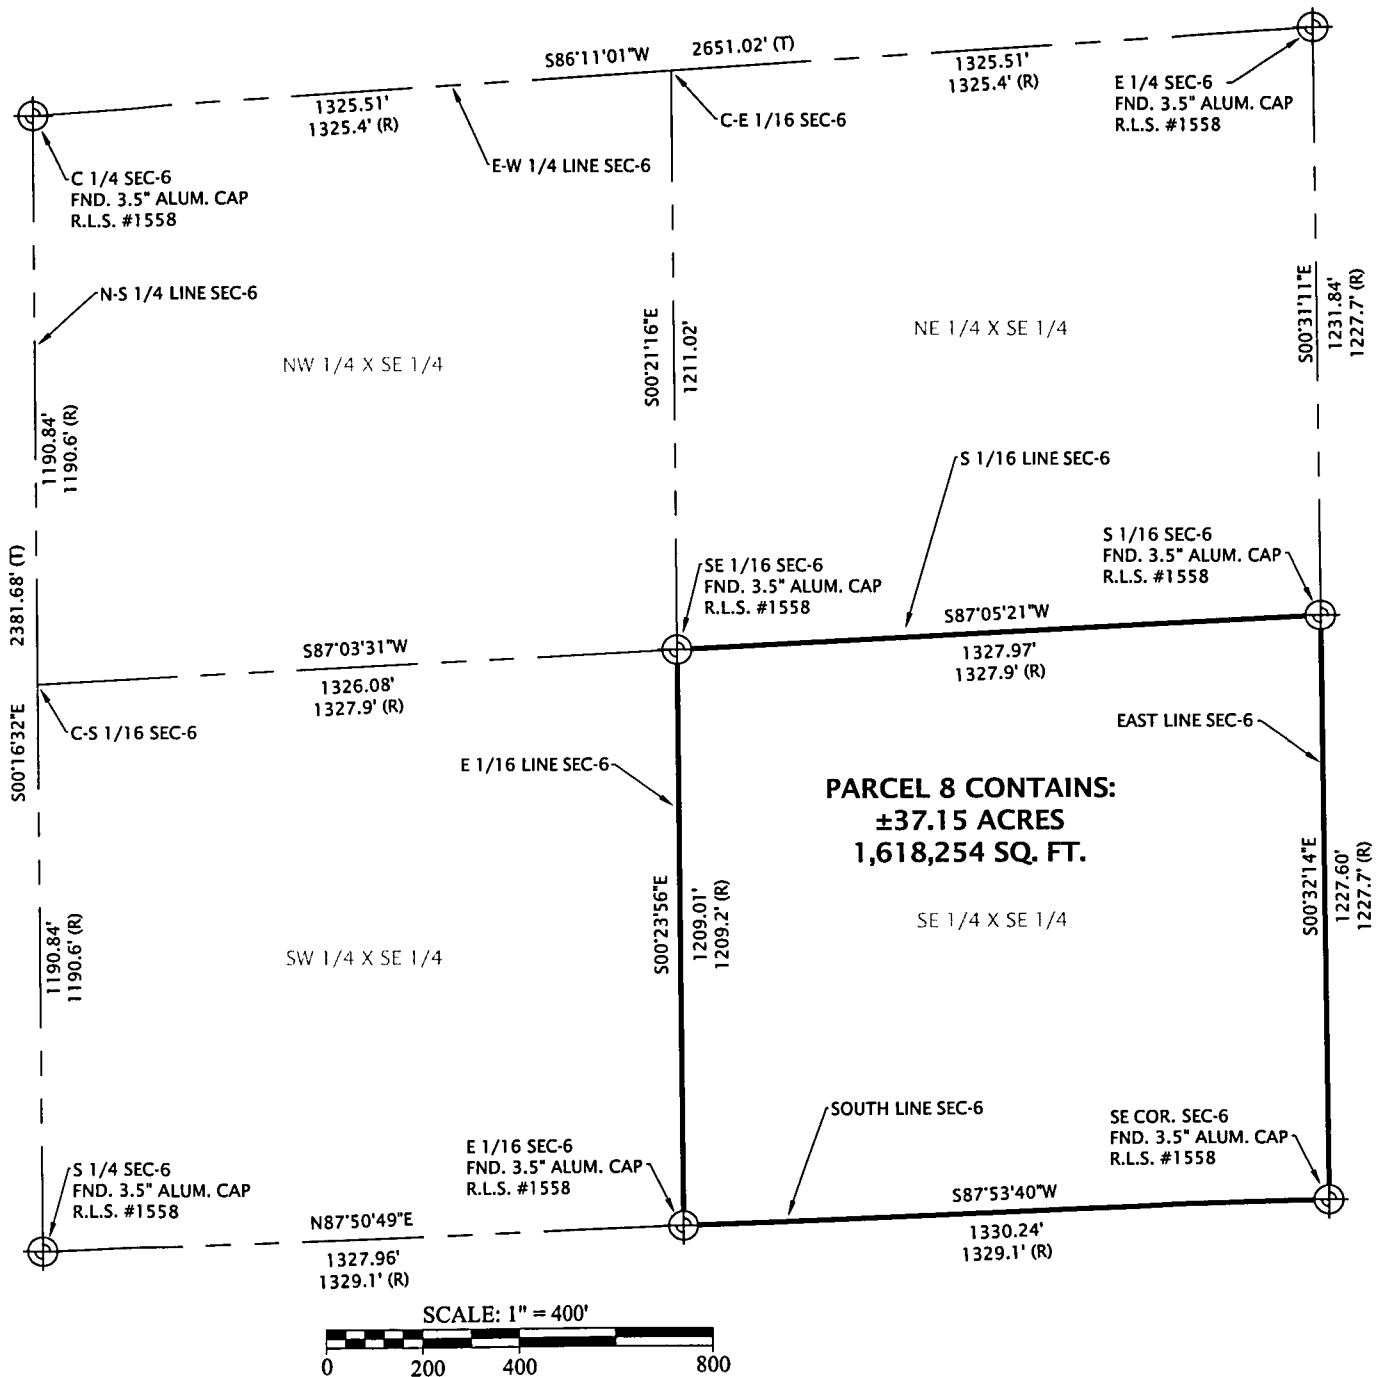 S86°11'01"W
2651.02' (T)
1325.51'
1325.4' (R)
1325.51'
1325.4' (R)
E 1/4 SEC-6
FND. 3.5" ALUM. CAP
R.L.S. #1558
C-E 1/16 SEC-6
E-W 1/4 LINE SEC-6
C 1/4 SEC-6
FND. 3.5" ALUM. CAP
R.L.S. #1558
N-S 1/4 LINE SEC-6
NW 1/4 X SE 1/4
S00°21'16"E
1211.02'
NE 1/4 X SE 1/4
S00°31'11"E
1231.84'
1227.7' (R)
1190.84'
1190.6' (R)
S 1/16 LINE SEC-6
2381.68' (T)
S00°16'32"E
SE 1/16 SEC-6
FND. 3.5" ALUM. CAP
R.L.S. #1558
S 1/16 SEC-6
FND. 3.5" ALUM. CAP
R.L.S. #1558
S87°03'31"W
1326.08'
1327.9' (R)
S87°05'21"W
1327.97'
1327.9' (R)
C-S 1/16 SEC-6
E 1/16 LINE SEC-6
EAST LINE SEC-6
PARCEL 8 CONTAINS:
±37.15 ACRES
1,618,254 SQ. FT.
S00°23'56"E
1209.01'
1209.2' (R)
SE 1/4 X SE 1/4
S00°32'14"E
1227.60'
1227.7' (R)
1190.84'
1190.6' (R)
SW 1/4 X SE 1/4
SOUTH LINE SEC-6
S 1/4 SEC-6
FND. 3.5" ALUM. CAP
R.L.S. #1558
E 1/16 SEC-6
FND. 3.5" ALUM. CAP
R.L.S. #1558
SE COR. SEC-6
FND. 3.5" ALUM. CAP
R.L.S. #1558
N87°50'49"E
1327.96'
1329.1' (R)
S87°53'40"W
1330.24'
1329.1' (R)
SCALE: 1" = 400'
0 200 400 800